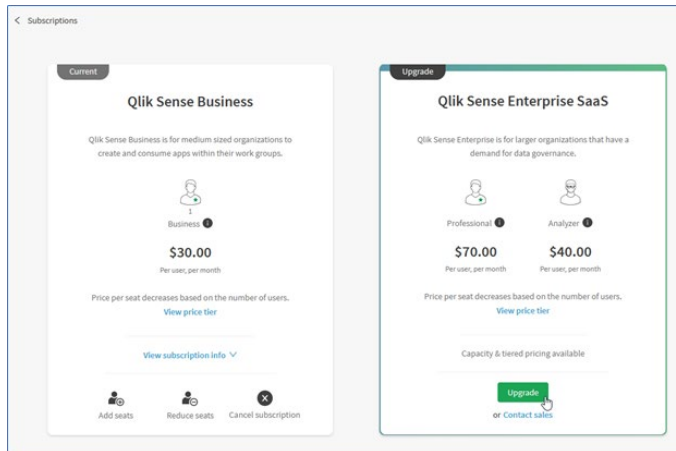 Subscriptions
Current
Qlik Sense Business
Qlik Sense Business is for medium sized organizations to
create and consume apps within their work groups.
1
Business
$30.00
Per user, per month
Price per seat decreases based on the number of users.
View price tier
View subscription info
Add seats
Reduce seats
Cancel subscription
Upgrade
Qlik Sense Enterprise SaaS
Qlik Sense Enterprise is for larger organizations that have a
demand for data governance.
Professional
Analyzer
$70.00
$40.00
Per user, per month
Per user, per month
Price per seat decreases based on the number of users.
View price tier
Capacity & tiered pricing available
Upgrade
or Contact sales